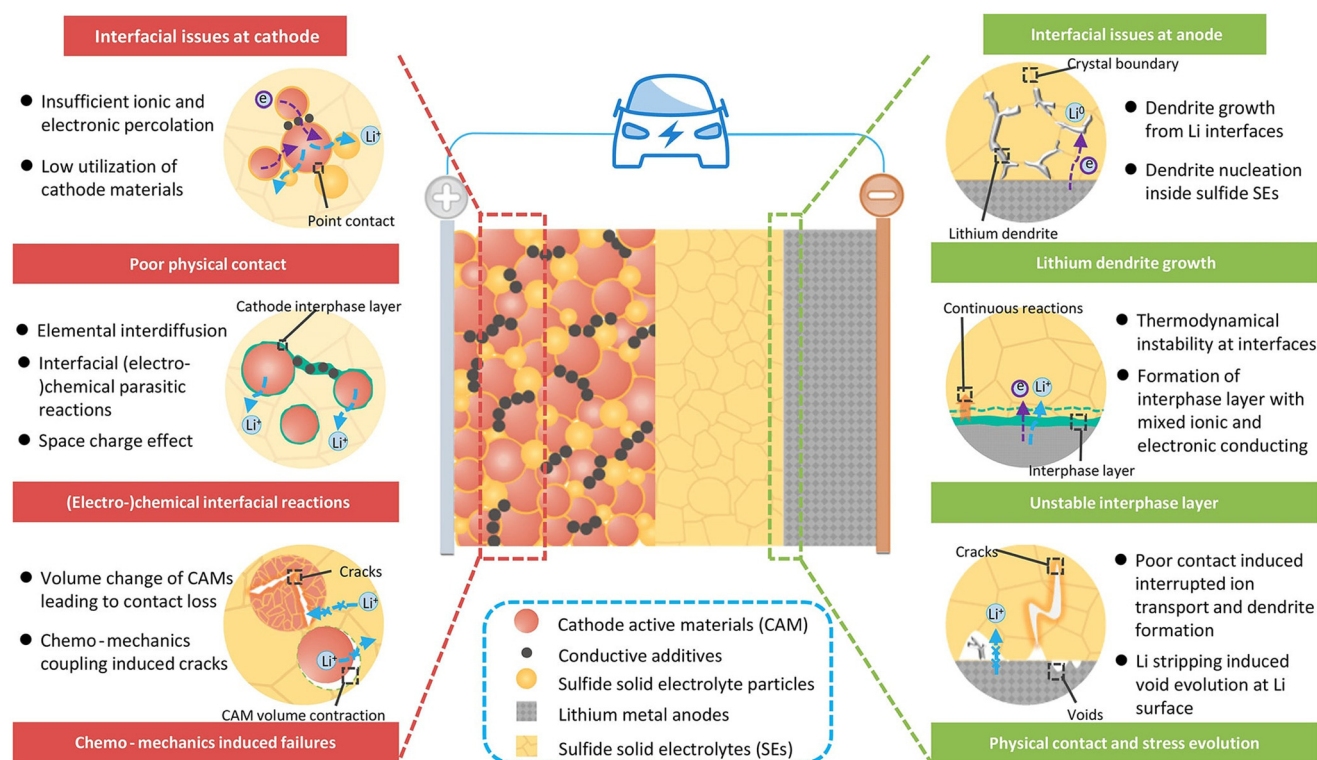 Interfacial issues at cathode
Insufficient ionic and
electronic percolation
Low utilization of
cathode materials
e
Li⁺
Point contact
Poor physical contact
Cathode interphase layer
Elemental interdiffusion
Interfacial (electro-
)chemical parasitic
reactions
Space charge effect
Li⁺
Li⁺
(Electro-)chemical interfacial reactions
Volume change of CAMs
leading to contact loss
Chemo - mechanics
coupling induced cracks
Cracks
Li⁺
Li⁺
CAM volume contraction
Chemo - mechanics induced failures
Cathode active materials (CAM)
Conductive additives
Sulfide solid electrolyte particles
Lithium metal anodes
Sulfide solid electrolytes (SEs)
Interfacial issues at anode
Crystal boundary
Li⁰
e
Lithium dendrite
Dendrite growth
from Li interfaces
Dendrite nucleation
inside sulfide SEs
Lithium dendrite growth
Continuous reactions
e
Li⁺
Interphase layer
Thermodynamical
instability at interfaces
Formation of
interphase layer with
mixed ionic and
electronic conducting
Unstable interphase layer
Cracks
Li⁺
Voids
Poor contact induced
interrupted ion
transport and dendrite
formation
Li stripping induced
void evolution at Li
surface
Physical contact and stress evolution